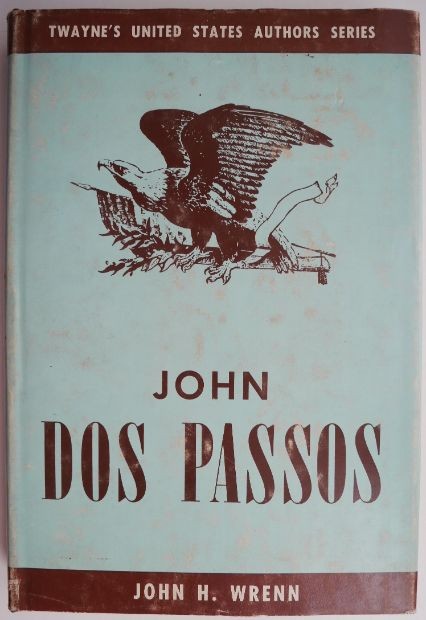 TWAYNE'S UNITED STATES AUTHORS SERIES
JOHN
DOS PASSOS
JOHN H. WRENN